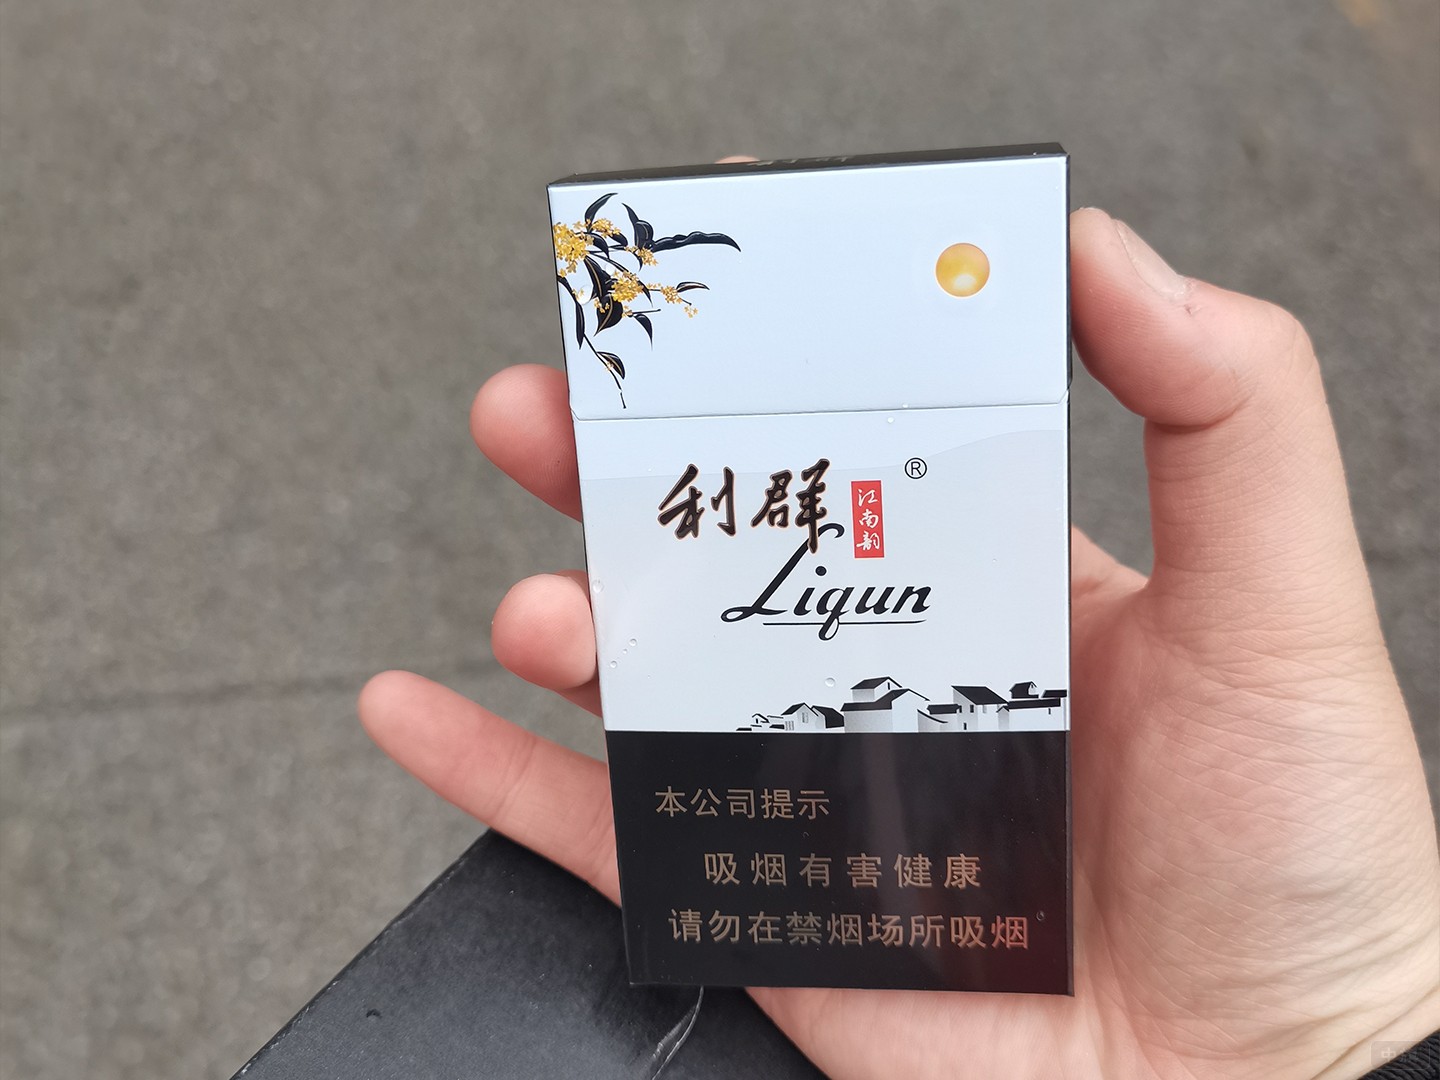 利群
江南韵
®
Liqun
本公司提示
吸烟有害健康
请勿在禁烟场所吸烟